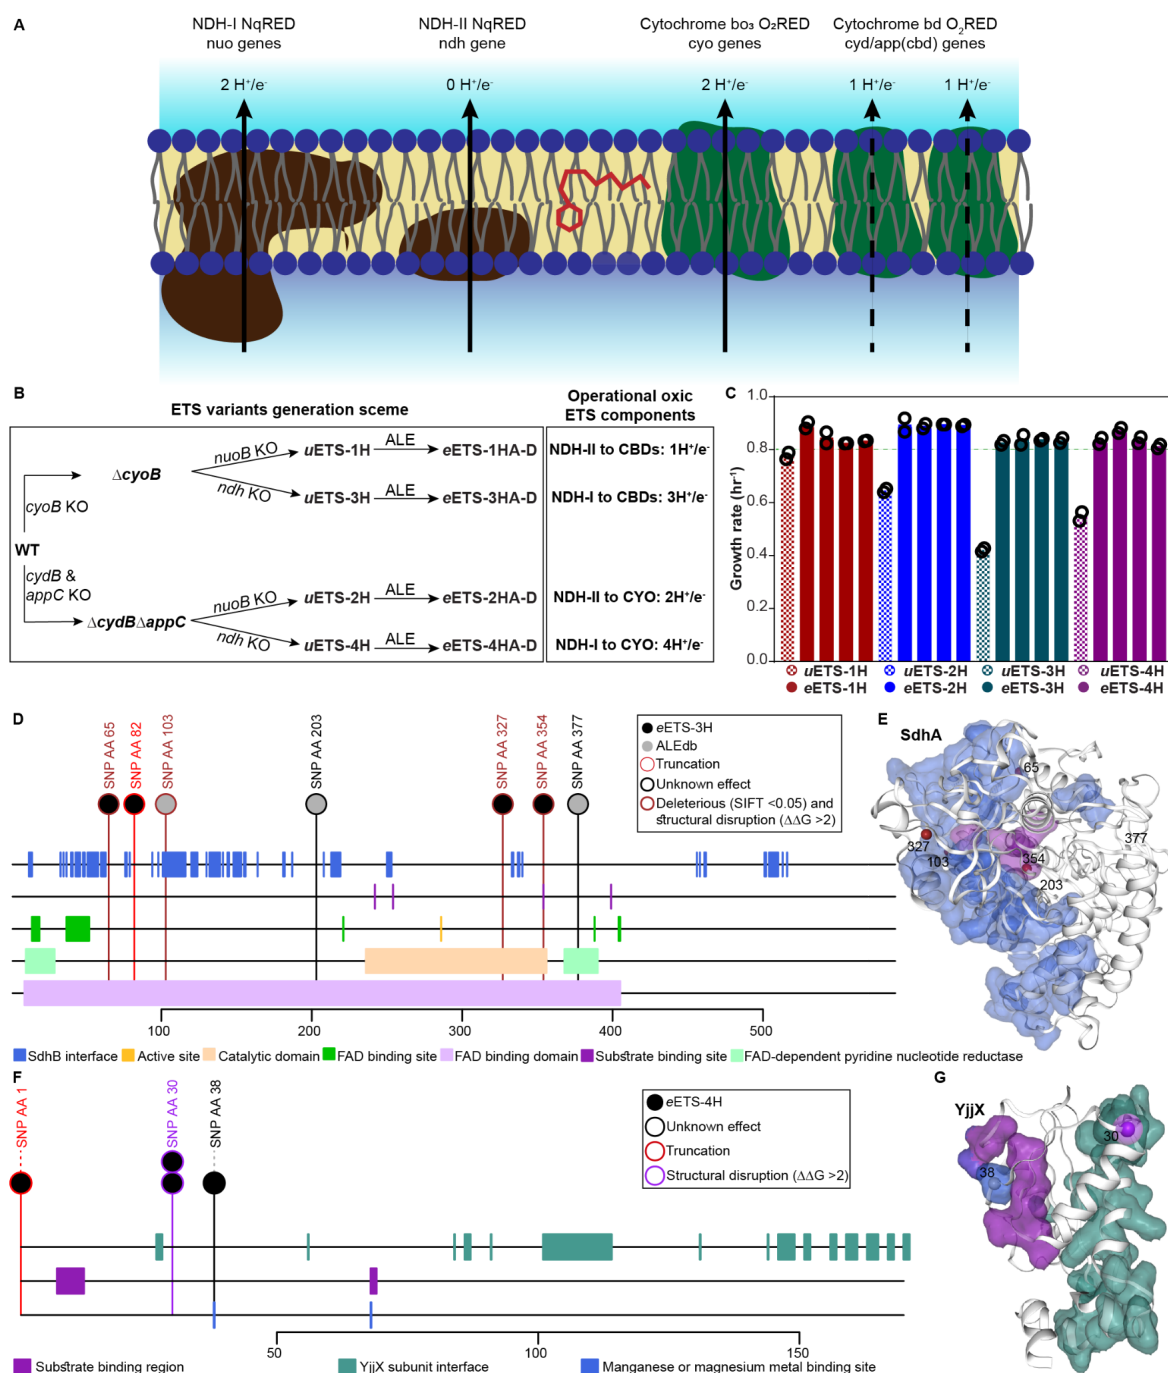 A
NDH-I NqRED
nuo genes
NDH-II NqRED
ndh gene
Cytochrome bo₃ O₂RED
cyo genes
Cytochrome bd O₂RED
cyd/app(cbd) genes
2 H⁺/e⁻
0 H⁺/e⁻
2 H⁺/e⁻
1 H⁺/e⁻
1 H⁺/e⁻
B
ETS variants generation sceme
Operational oxic
ETS components
WT
cyoB KO
cydB &
appC KO
ΔcyoB
ΔcydBΔappC
nuoB KO
uETS-1H
ALE
eETS-1HA-D
NDH-II to CBDs: 1H⁺/e⁻
ndh KO
uETS-3H
ALE
eETS-3HA-D
NDH-I to CBDs: 3H⁺/e⁻
nuoB KO
uETS-2H
ALE
eETS-2HA-D
NDH-II to CYO: 2H⁺/e⁻
ndh KO
uETS-4H
ALE
eETS-4HA-D
NDH-I to CYO: 4H⁺/e⁻
C
Growth rate (hr⁻¹)
1.0
0.8
0.6
0.4
0.2
0.0
uETS-1H
uETS-2H
uETS-3H
uETS-4H
eETS-1H
eETS-2H
eETS-3H
eETS-4H
D
SNP AA 65
SNP AA 82
SNP AA 103
SNP AA 203
SNP AA 327
SNP AA 354
SNP AA 377
eETS-3H
ALEdb
Truncation
Unknown effect
Deleterious (SIFT <0.05) and
structural disruption (ΔΔG >2)
100
200
300
400
500
SdhB interface
Active site
Catalytic domain
FAD binding site
FAD binding domain
Substrate binding site
FAD-dependent pyridine nucleotide reductase
E
SdhA
65
327
103
354
203
377
F
SNP AA 1
SNP AA 30
SNP AA 38
eETS-4H
Unknown effect
Truncation
Structural disruption (ΔΔG >2)
50
100
150
Substrate binding region
YjjX subunit interface
Manganese or magnesium metal binding site
G
YjjX
30
38